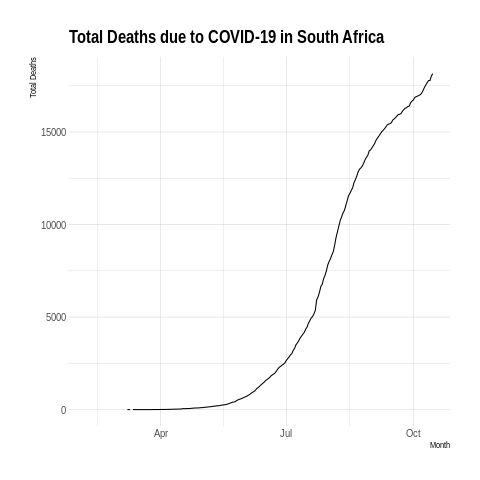 Total Deaths due to COVID-19 in South Africa
Total Deaths
15000
10000
5000
0
Apr
Jul
Oct
Month